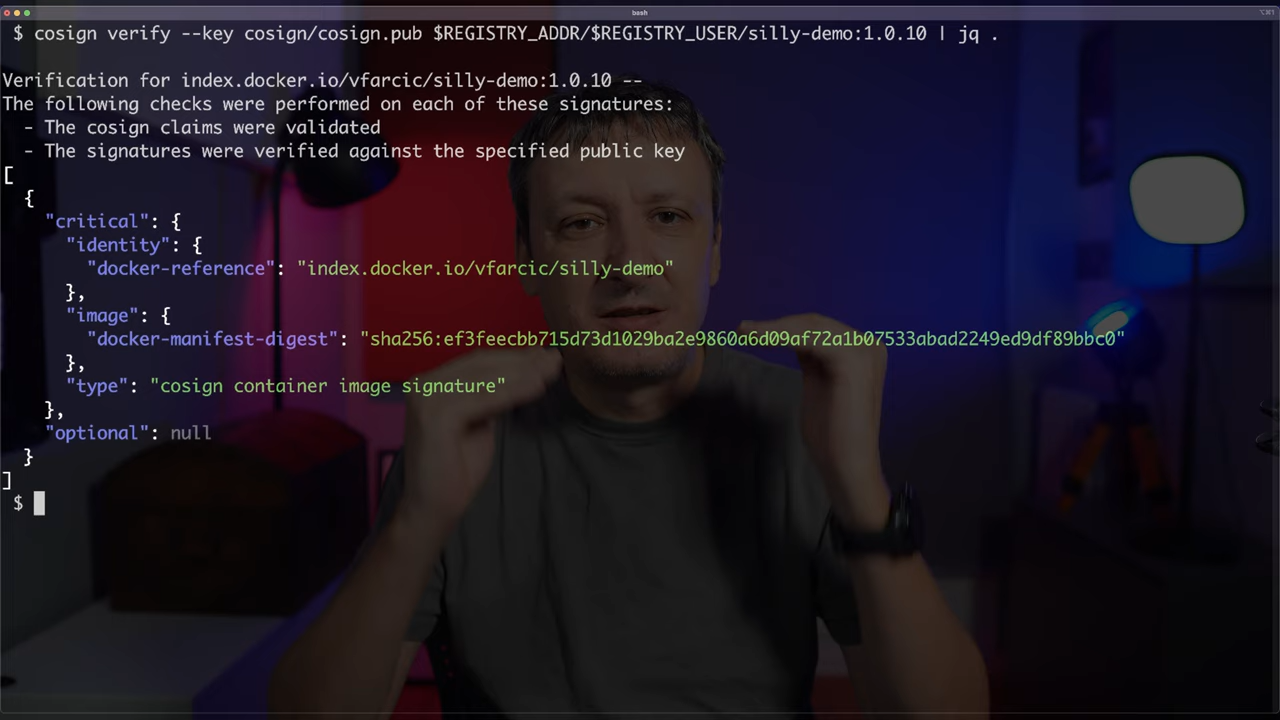 bash
$ cosign verify --key cosign/cosign.pub $REGISTRY_ADDR/$REGISTRY_USER/silly-demo:1.0.10 | jq .
Verification for index.docker.io/vfarcic/silly-demo:1.0.10 --
The following checks were performed on each of these signatures:
  - The cosign claims were validated
  - The signatures were verified against the specified public key
[
  {
    "critical": {
      "identity": {
        "docker-reference": "index.docker.io/vfarcic/silly-demo"
      },
      "image": {
        "docker-manifest-digest": "sha256:ef3feecbb715d73d1029ba2e9860a6d09af72a1b07533abad2249ed9df89bbc0"
      },
      "type": "cosign container image signature"
    },
    "optional": null
  }
]
$